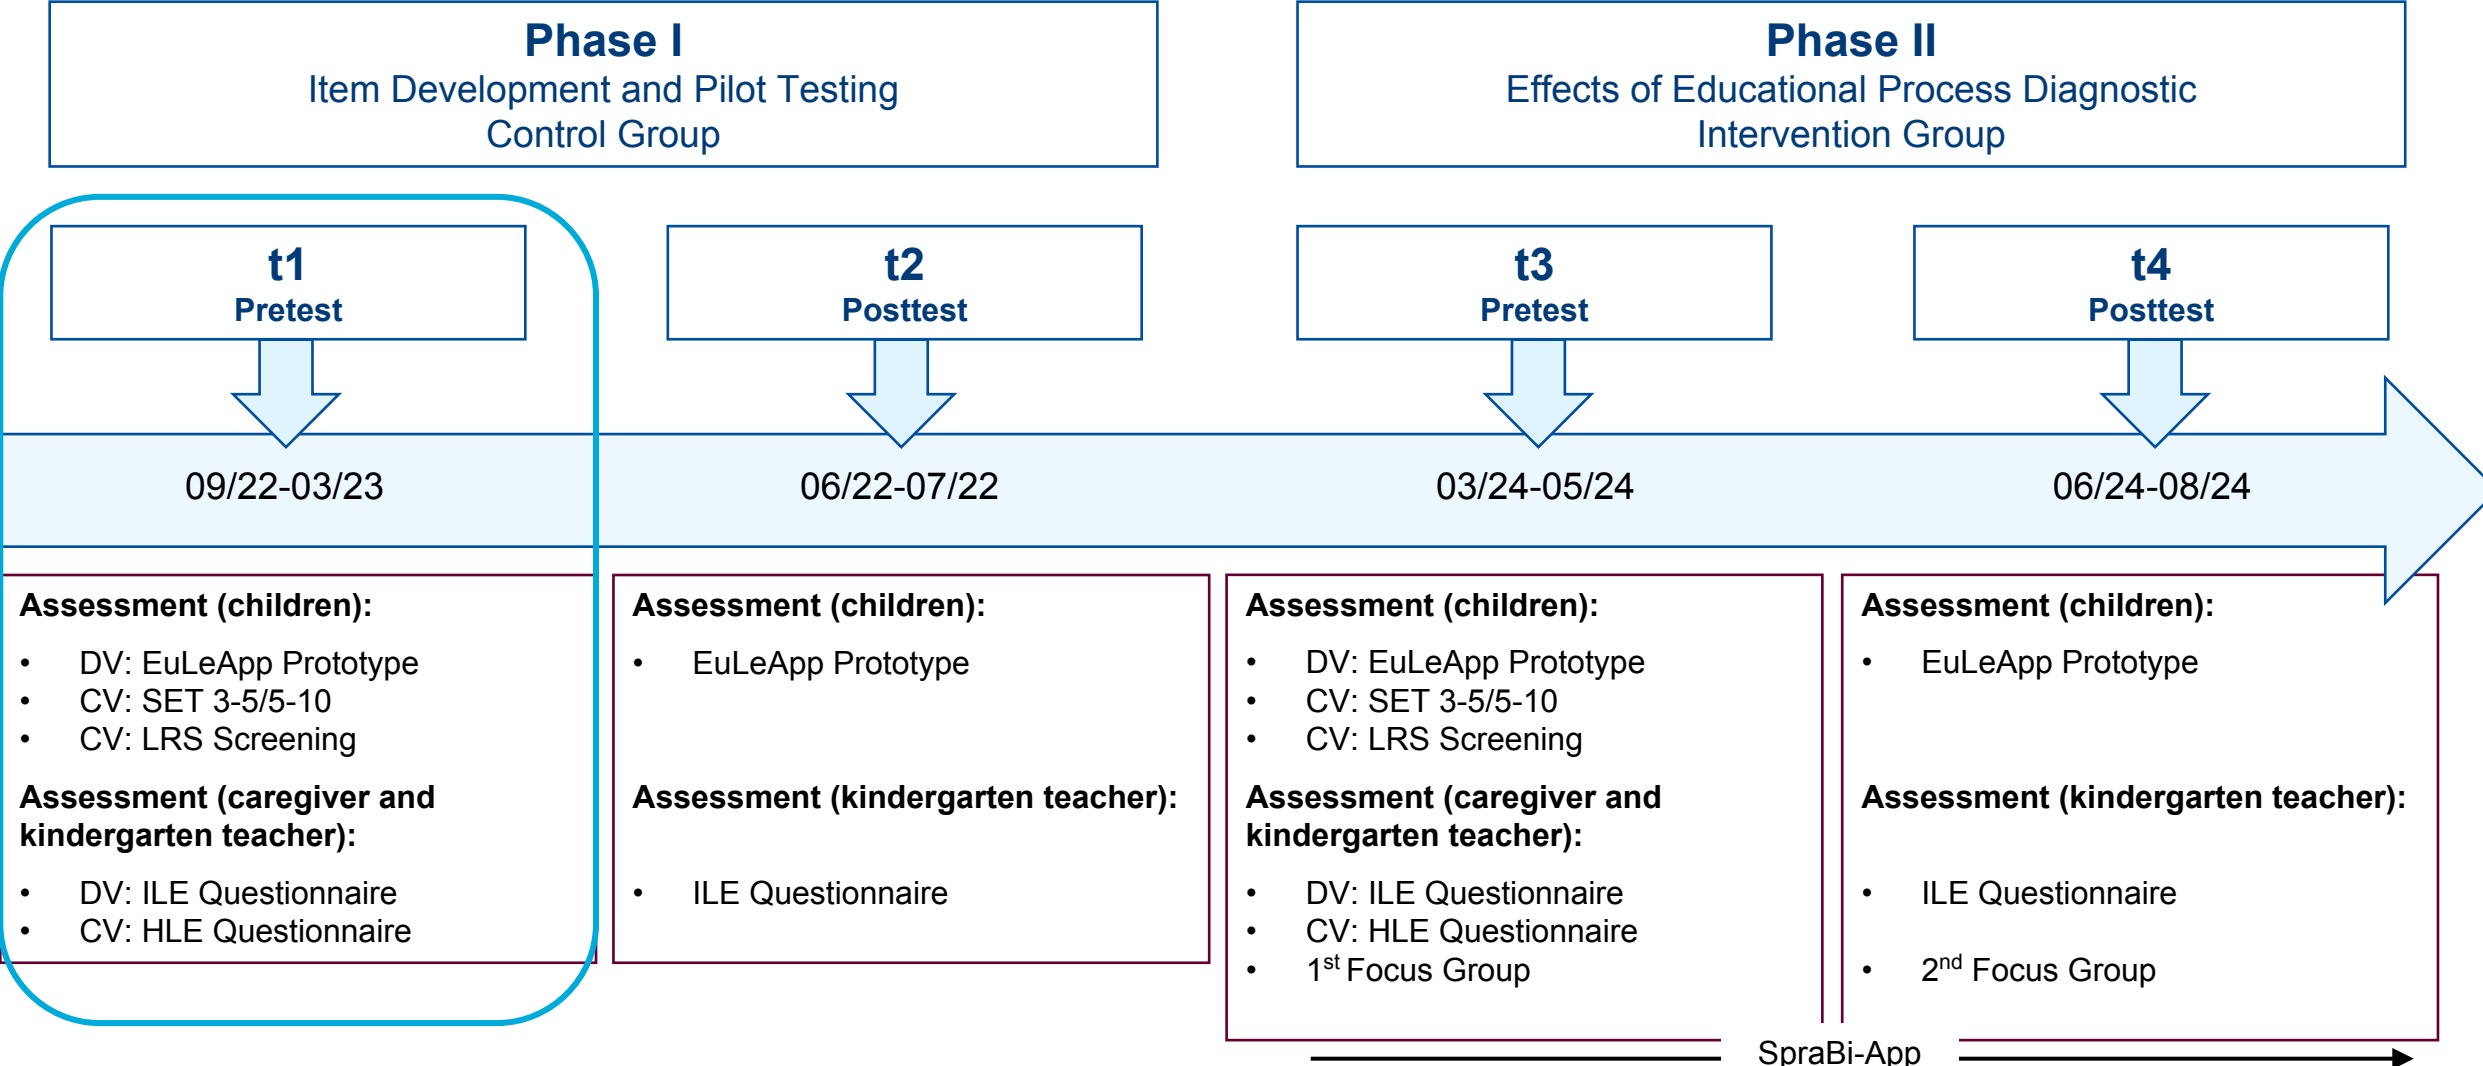 Phase I
Item Development and Pilot Testing
Control Group
Phase II
Effects of Educational Process Diagnostic
Intervention Group
t1
Pretest
t2
Posttest
t3
Pretest
t4
Posttest
09/22-03/23
06/22-07/22
03/24-05/24
06/24-08/24
Assessment (children):
• DV: EuLeApp Prototype
• CV: SET 3-5/5-10
• CV: LRS Screening
Assessment (caregiver and
kindergarten teacher):
• DV: ILE Questionnaire
• CV: HLE Questionnaire
Assessment (children):
• EuLeApp Prototype
Assessment (kindergarten teacher):
• ILE Questionnaire
Assessment (children):
• DV: EuLeApp Prototype
• CV: SET 3-5/5-10
• CV: LRS Screening
Assessment (caregiver and
kindergarten teacher):
• DV: ILE Questionnaire
• CV: HLE Questionnaire
• 1st Focus Group
Assessment (children):
• EuLeApp Prototype
Assessment (kindergarten teacher):
• ILE Questionnaire
• 2nd Focus Group
SpraBi-App